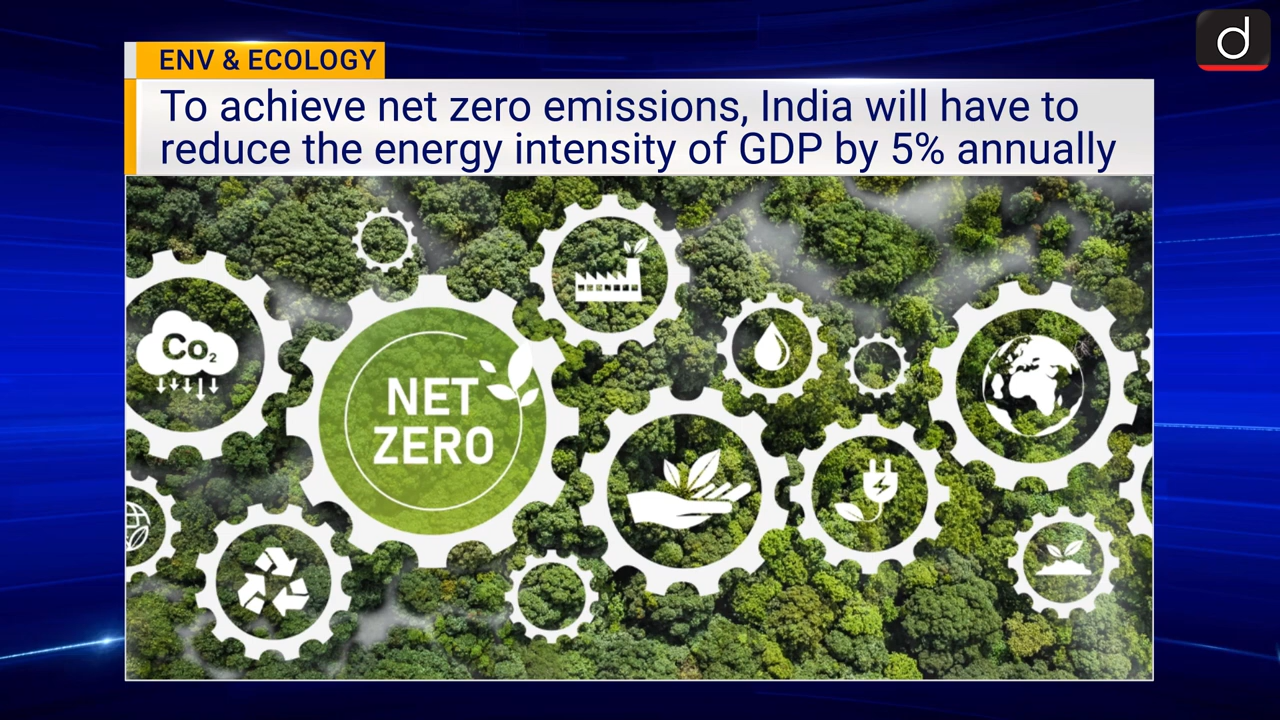 ENV & ECOLOGY
d
To achieve net zero emissions, India will have to
reduce the energy intensity of GDP by 5% annually
Co₂
NET
ZERO